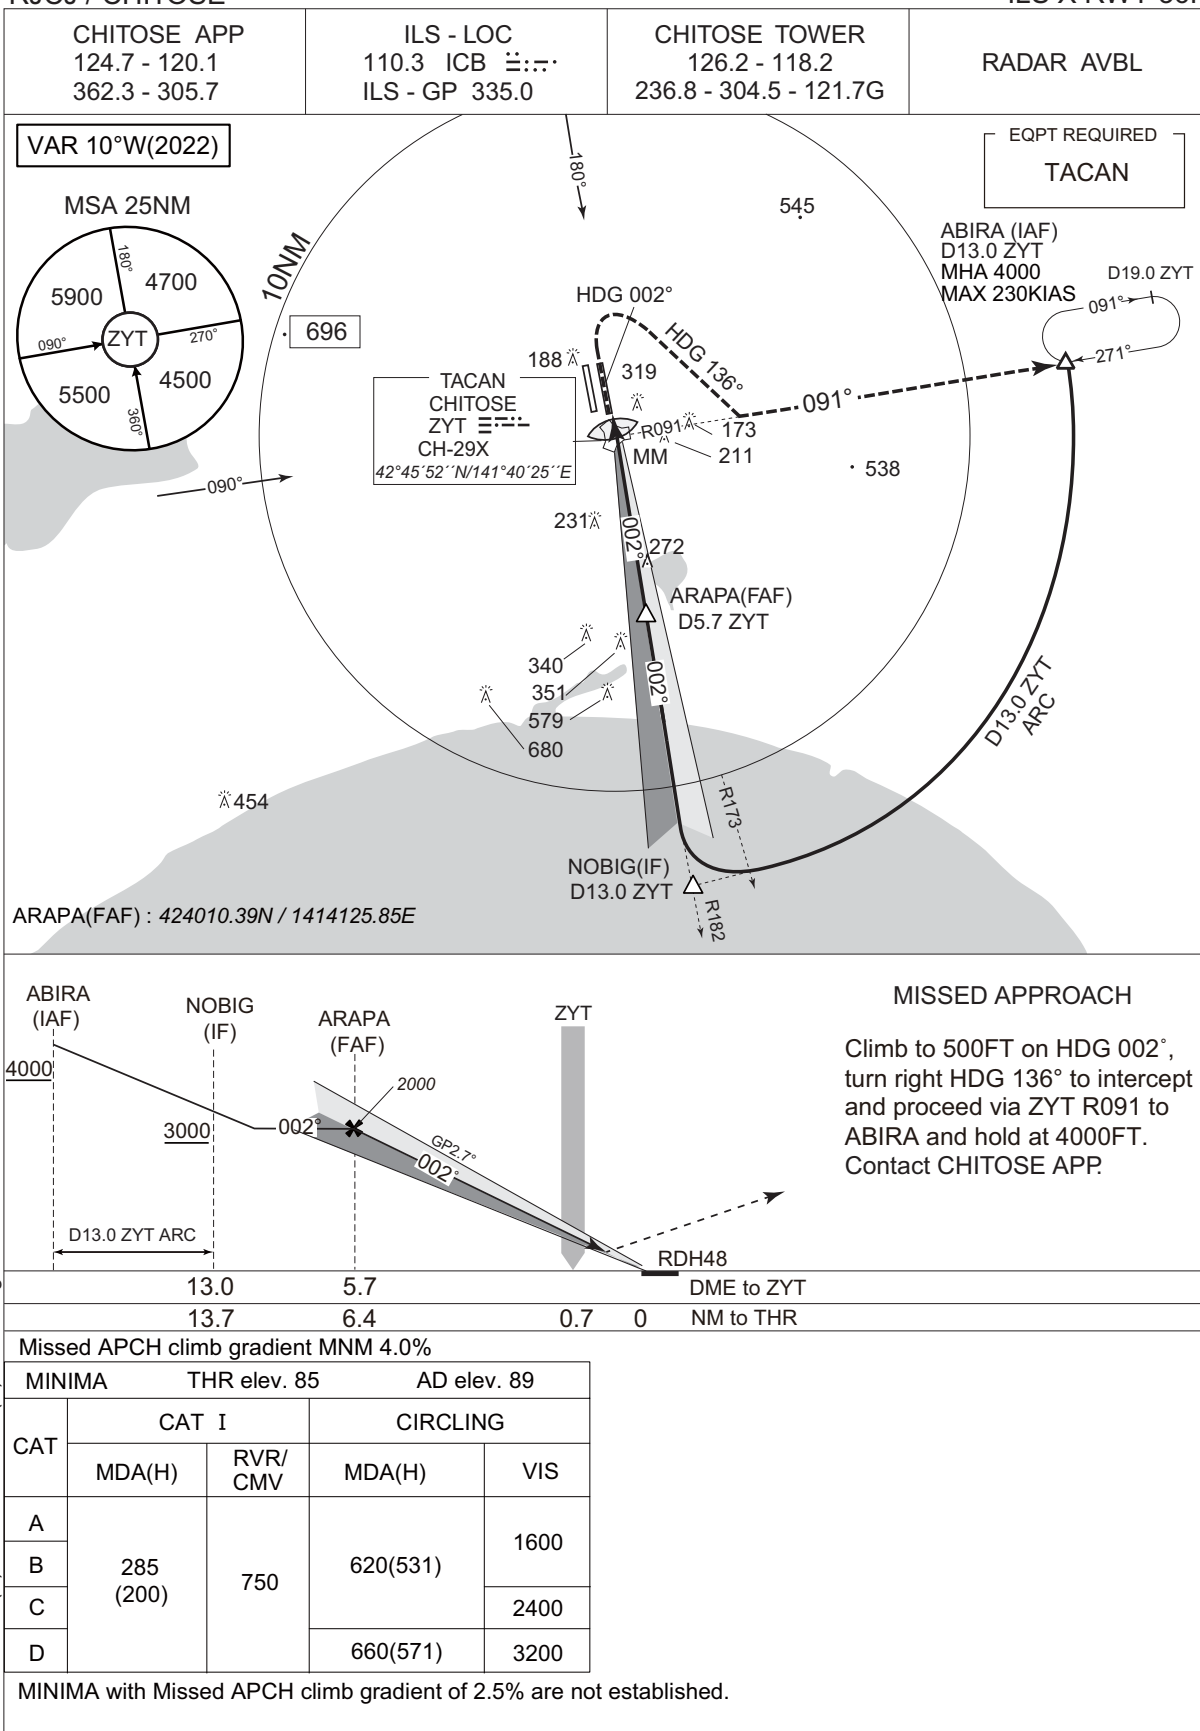 CHITOSE APP
124.7 - 120.1
362.3 - 305.7
ILS - LOC
110.3 ICB
ILS - GP 335.0
CHITOSE TOWER
126.2 - 118.2
236.8 - 304.5 - 121.7G
RADAR AVBL
VAR 10°W(2022)
EQPT REQUIRED
TACAN
MSA 25NM
180°
5900
4700
090°
ZYT
270°
5500
4500
360°
10NM
180°
545
ABIRA (IAF)
D13.0 ZYT
MHA 4000
MAX 230KIAS
D19.0 ZYT
091°
271°
HDG 002°
HDG 136°
696
188
319
TACAN
CHITOSE
ZYT
CH-29X
42°45´52´´N/141°40´25´´E
091°
R091
173
211
MM
538
090°
231
002°
272
ARAPA(FAF)
D5.7 ZYT
340
351
579
680
002°
D13.0 ZYT
ARC
454
R173
NOBIG(IF)
D13.0 ZYT
R182
ARAPA(FAF) : 424010.39N / 1414125.85E
ABIRA
(IAF)
NOBIG
(IF)
ARAPA
(FAF)
ZYT
4000
3000
2000
002°
GP2.7°
002°
D13.0 ZYT ARC
RDH48
MISSED APPROACH
Climb to 500FT on HDG 002°,
turn right HDG 136° to intercept
and proceed via ZYT R091 to
ABIRA and hold at 4000FT.
Contact CHITOSE APP.
13.0 5.7 DME to ZYT
13.7 6.4 0.7 0 NM to THR
Missed APCH climb gradient MNM 4.0%
MINIMA THR elev. 85 AD elev. 89
CAT
CAT I
CIRCLING
MDA(H)
RVR/
CMV
MDA(H)
VIS
A
B
C
D
285
(200)
750
620(531)
660(571)
1600
2400
3200
MINIMA with Missed APCH climb gradient of 2.5% are not established.